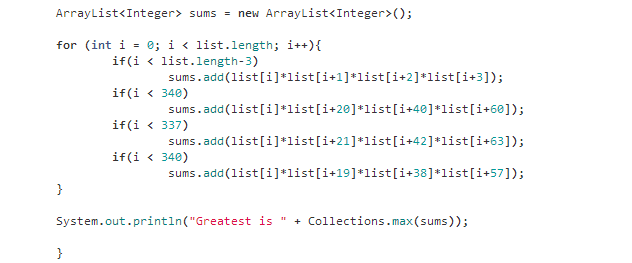 ArrayList<Integer> sums = new ArrayList<Integer>();
for (int i = 0; i < list.length; i++){
if(i < list.length-3)
sums.add(list[i]*list[i+1]*list[i+2]*list[i+3]);
if(i < 340)
sums.add(list[i]*list[i+20]*list[i+40]*list[i+60]);
if(i < 337)
sums.add(list[i]*list[i+21]*list[i+42]*list[i+63]);
if(i < 340)
sums.add(list[i]*list[i+19]*list[i+38]*list[i+57]);
}
System.out.println("Greatest is " + Collections.max(sums));
}